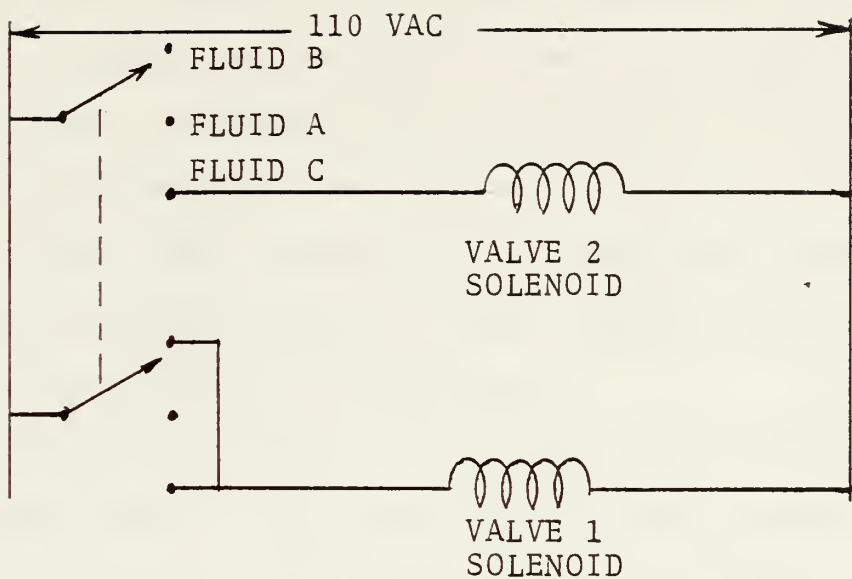 110 VAC
FLUID B
FLUID A
FLUID C
VALVE 2
SOLENOID
VALVE 1
SOLENOID